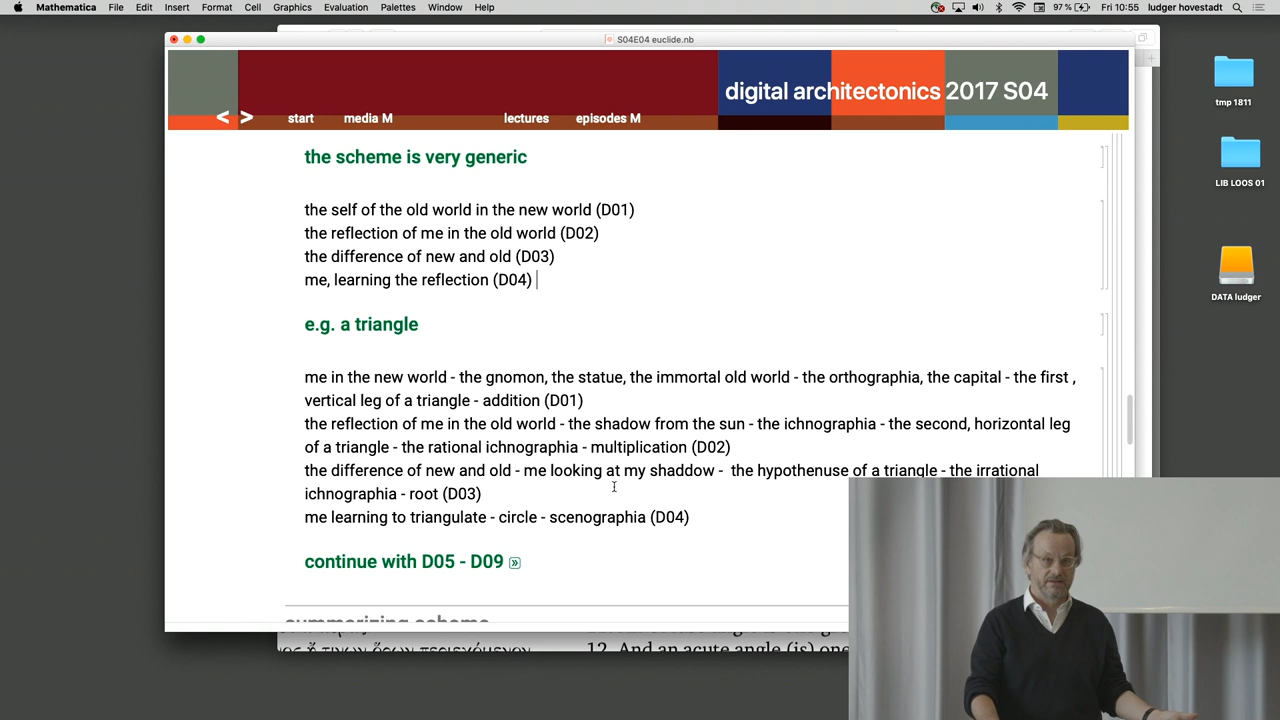 Mathematica File Edit Insert Format Cell Graphics Evaluation Palettes Window Help 97% Fri 10:55 ludger hovestadt
S04E04 euclide.nb
digital architectonics 2017 S04
< > start media M lectures episodes M
tmp 1811
LIB LOOS 01
DATA ludger
the scheme is very generic
the self of the old world in the new world (D01)
the reflection of me in the old world (D02)
the difference of new and old (D03)
me, learning the reflection (D04)
e.g. a triangle
me in the new world - the gnomon, the statue, the immortal old world - the orthographia, the capital - the first ,
vertical leg of a triangle - addition (D01)
the reflection of me in the old world - the shadow from the sun - the ichnographia - the second, horizontal leg
of a triangle - the rational ichnographia - multiplication (D02)
the difference of new and old - me looking at my shaddow - the hypothenuse of a triangle - the irrational
ichnographia - root (D03)
me learning to triangulate - circle - scenographia (D04)
continue with D05 - D09 »
summarizing scheme
12. And an acute angle (is) one